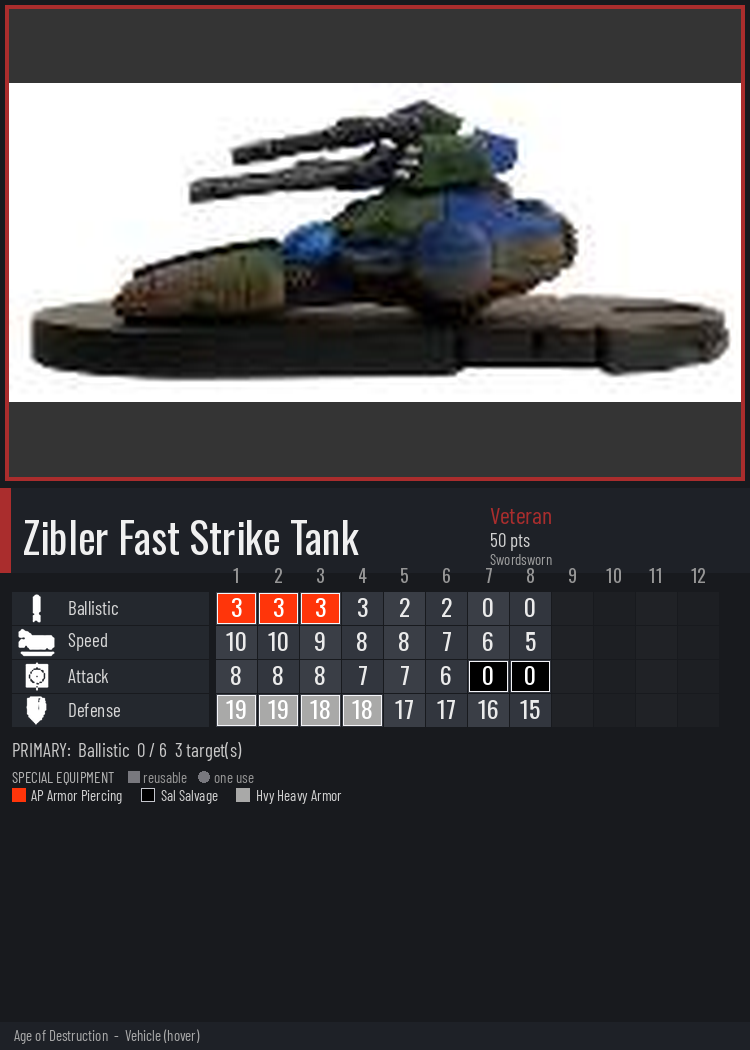 Zibler Fast Strike Tank
Veteran
50 pts
Swordsworn
1 2 3 4 5 6 7 8 9 10 11 12
Ballistic 3 3 3 3 2 2 0 0
Speed 10 10 9 8 8 7 6 5
Attack 8 8 8 7 7 6 0 0
Defense 19 19 18 18 17 17 16 15
PRIMARY: Ballistic 0 / 6 3 target(s)
SPECIAL EQUIPMENT reusable one use
AP Armor Piercing Sal Salvage Hvy Heavy Armor
Age of Destruction - Vehicle (hover)